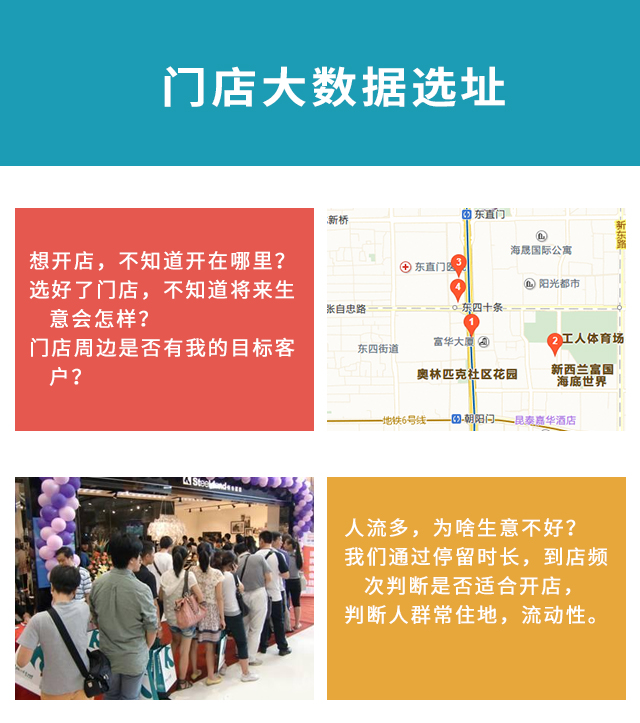 门店大数据选址
想开店，不知道开在哪里？
选好了门店，不知道将来生
意会怎样？
门店周边是否有我的目标客
户？
新桥
东直门
新东路
海晟国际公寓
东直门医院
3
阳光都市
4
张自忠路
东四十条
1
富华大厦
2
工人体育场
东四街道
新西兰富国
海底世界
奥林匹克社区花园
地铁6号线
朝阳门
昆泰嘉华酒店
人流多，为啥生意不好？
我们通过停留时长，到店频
次判断是否适合开店，
判断人群常住地，流动性。